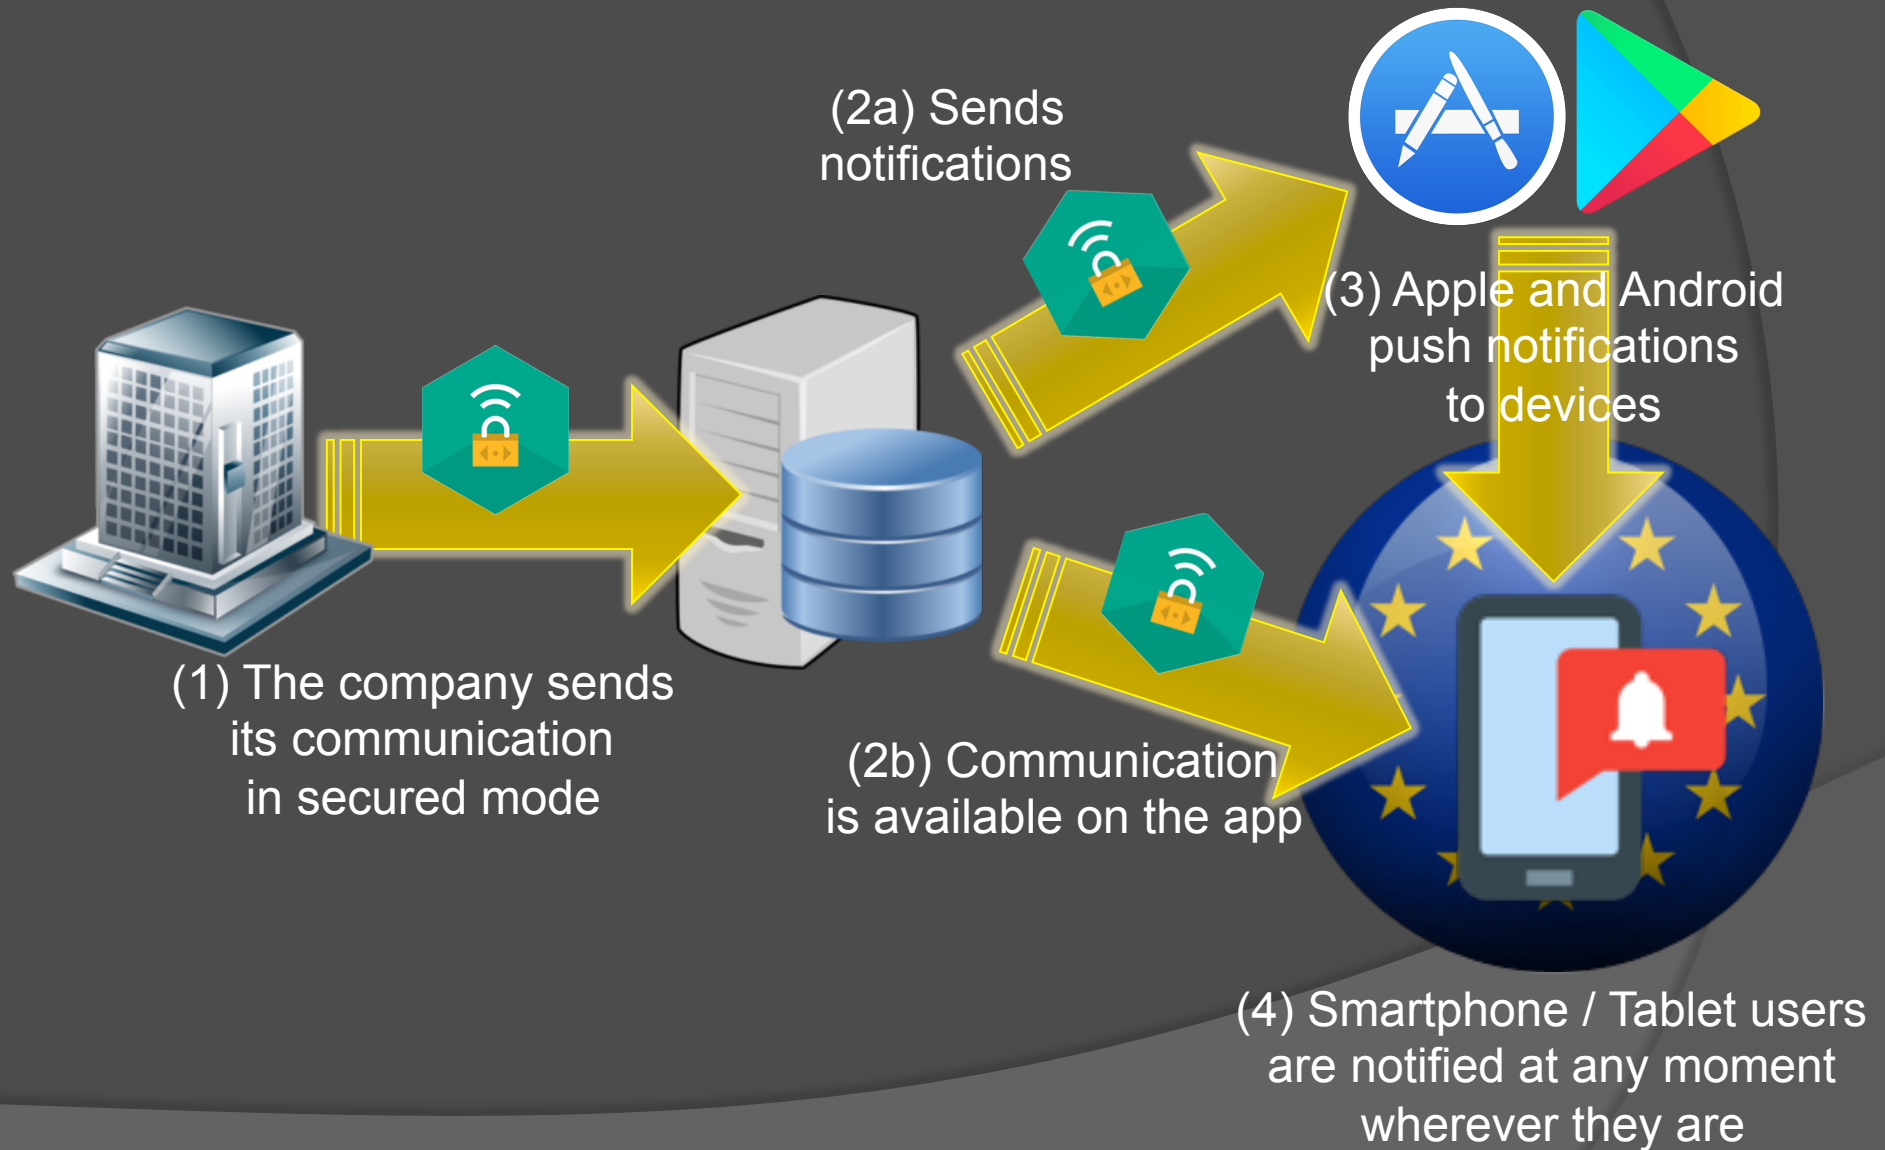 (2a) Sends
notifications
(3) Apple and Android
push notifications
to devices
(1) The company sends
its communication
in secured mode
(2b) Communication
is available on the app
(4) Smartphone / Tablet users
are notified at any moment
wherever they are